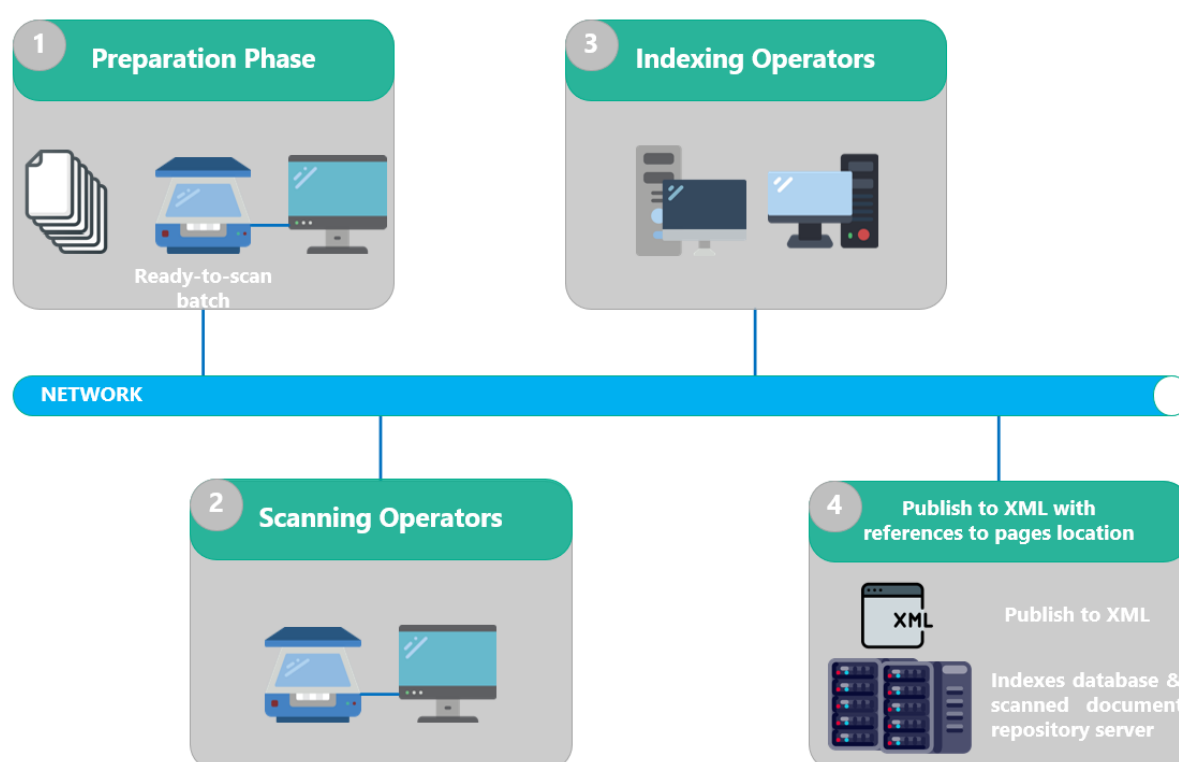 1
Preparation Phase
Ready-to-scan
batch
3
Indexing Operators
NETWORK
2
Scanning Operators
4
Publish to XML with
references to pages location
XML
Publish to XML
Indexes database &
scanned document
repository server